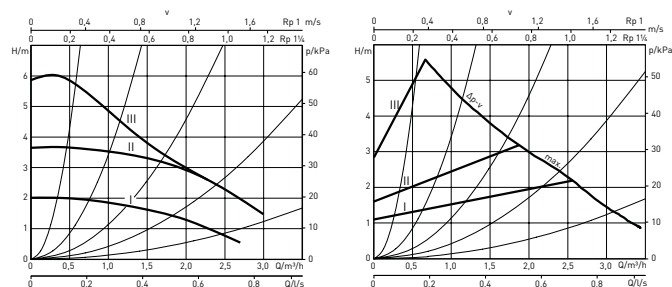 v
0 0,4 0,8 1,2 1,6 Rp 1 m/s
0 0,2 0,4 0,6 0,8 1,0 1,2 Rp 1¼
H/m p/kPa
6
5
4
3
2
1
0
60
50
40
30
20
10
0
III
II
I
0 0,5 1,0 1,5 2,0 2,5 3,0 Q/m³/h
0 0,2 0,4 0,6 0,8 Q/l/s
v
0 0,4 0,8 1,2 1,6 Rp 1
m/s
0 0,2 0,4 0,6 0,8 1,0 Rp 1¼
H/m p/kPa
5
4
3
2
1
0
50
40
30
20
10
0
III
II
I
Δp-v
max.
0 0,5 1,0 1,5 2,0 2,5 3,0 Q/m³/h
0 0,2 0,4 0,6 0,8 Q/l/s